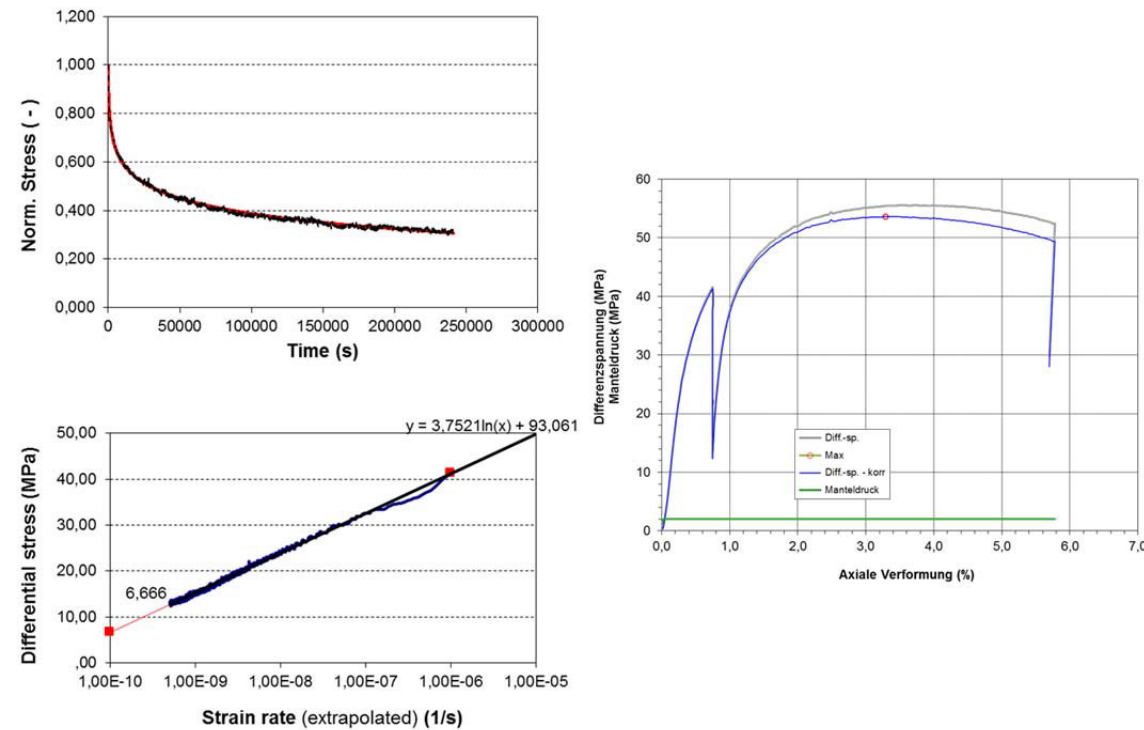 1,200
1,000
0,800
0,600
0,400
0,200
0,000
Norm. Stress ( - )
0 50000 100000 150000 200000 250000 300000
Time (s)
y = 3,7521ln(x) + 93,061
50,00
40,00
30,00
20,00
10,00
,00
Differential stress (MPa)
6,666
1,00E-10 1,00E-09 1,00E-08 1,00E-07 1,00E-06 1,00E-05
Strain rate (extrapolated) (1/s)
60
50
40
30
20
10
0
Differenzspannung (MPa)
Manteldruck (MPa)
Diff.-sp.
Max
Diff.-sp. - korr
Manteldruck
0,0 1,0 2,0 3,0 4,0 5,0 6,0 7,0
Axiale Verformung (%)